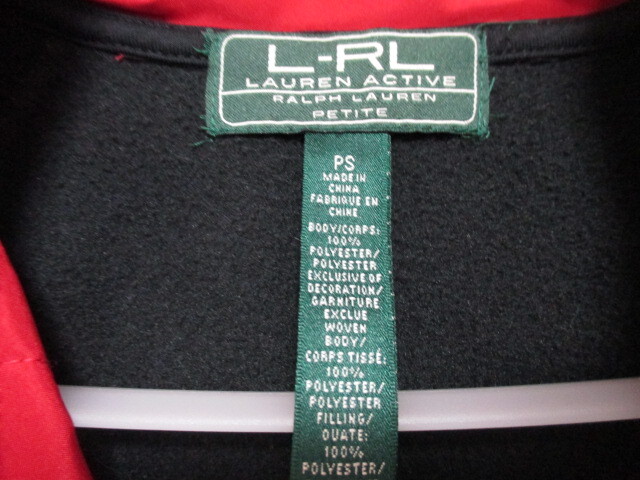 L-RL
LAUREN ACTIVE
RALPH LAUREN
PETITE
PS
MADE IN
CHINA
FABRIQUE EN
CHINE
BODY/CORPS:
100%
POLYESTER/
POLYESTER
EXCLUSIVE OF
DECORATION/
GARNITURE
EXCLUE
WOVEN
BODY/
CORPS TISSÉ:
100%
POLYESTER/
POLYESTER
FILLING/
OUATE:
100%
POLYESTER/